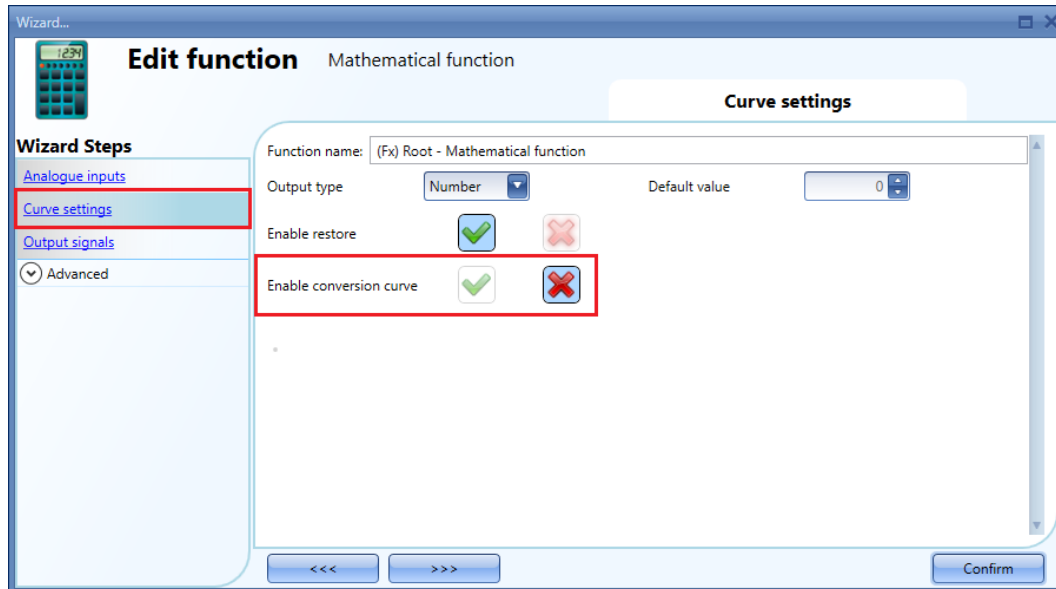 Wizard...
1234
Edit function Mathematical function
Curve settings
Wizard Steps
Analogue inputs
Curve settings
Output signals
Advanced
Function name: (Fx) Root - Mathematical function
Output type Number Default value 0
Enable restore
Enable conversion curve
<<< >>> Confirm